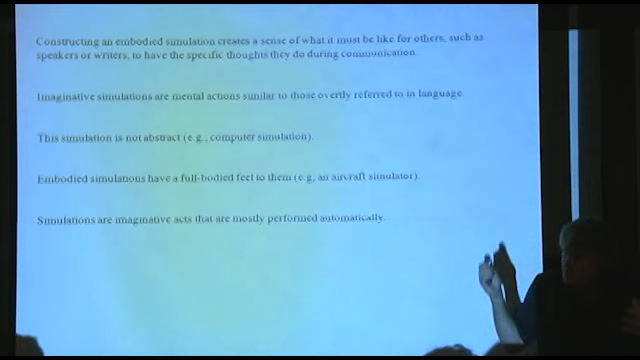 Constructing an embodied simulation creates a sense of what it must be like for others, such as
speakers or writers, to have the specific thoughts they do during communication.
Imaginative simulations are mental actions similar to those overtly referred to in language.
This simulation is not abstract (e.g., computer simulation).
Embodied simulations have a full-bodied feel to them (e.g, an aircraft simulator).
Simulations are imaginative acts that are mostly performed automatically.